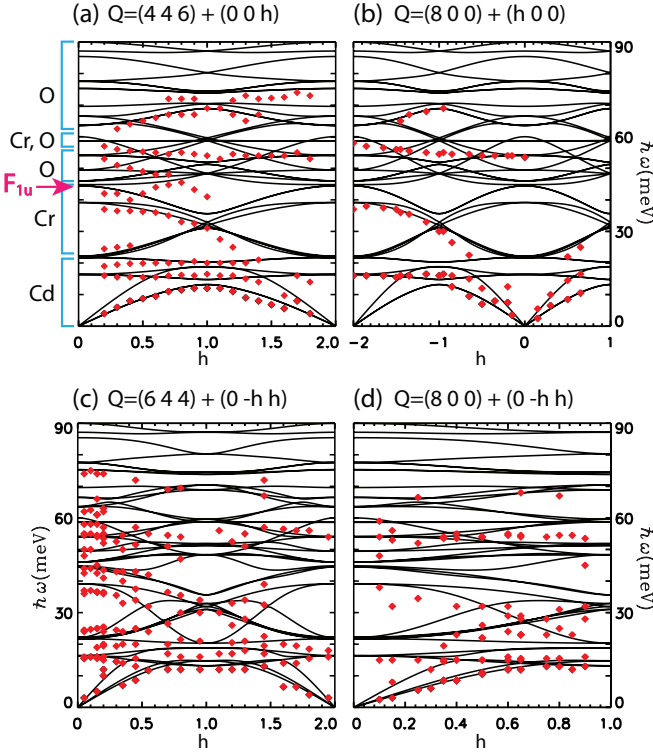 (a) Q=(4 4 6) + (0 0 h)
(b) Q=(8 0 0) + (h 0 0)
O
Cr, O
O
F1u
Cr
Cd
90
60
30
0
ħ ω(meV)
0 0.5 1.0 1.5 2.0
h
-2 -1 0 1
h
(c) Q=(6 4 4) + (0 -h h)
(d) Q=(8 0 0) + (0 -h h)
90
60
30
0
ħ ω(meV)
90
60
30
0
ħ ω(meV)
0 0.5 1.0 1.5 2.0
h
0 0.2 0.4 0.6 0.8 1.0
h